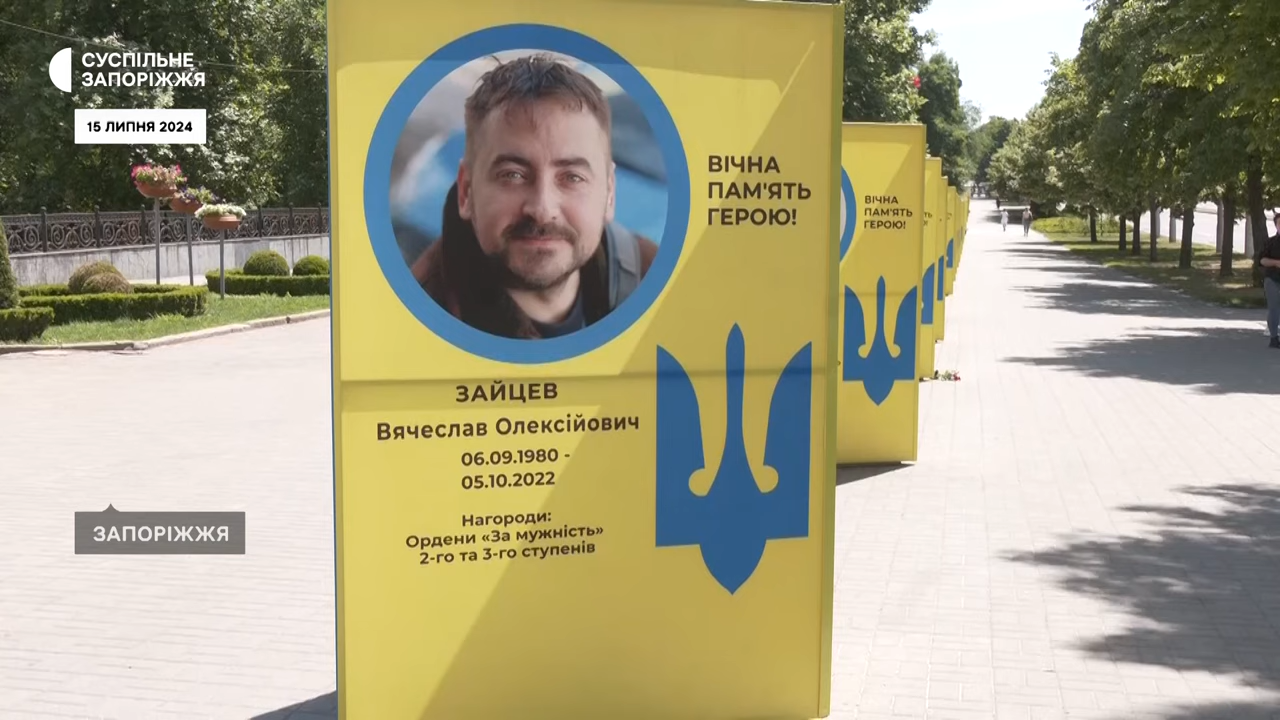 СУСПІЛЬНЕ
ЗАПОРІЖЖЯ
15 ЛИПНЯ 2024
ВІЧНА
ПАМ'ЯТЬ
ГЕРОЮ!
ЗАЙЦЕВ
Вячеслав Олексійович
06.09.1980 -
05.10.2022
Нагороди:
Ордени «За мужність»
2-го та 3-го ступенів
ВІЧНА
ПАМ'ЯТЬ
ГЕРОЮ!
ЗАПОРІЖЖЯ